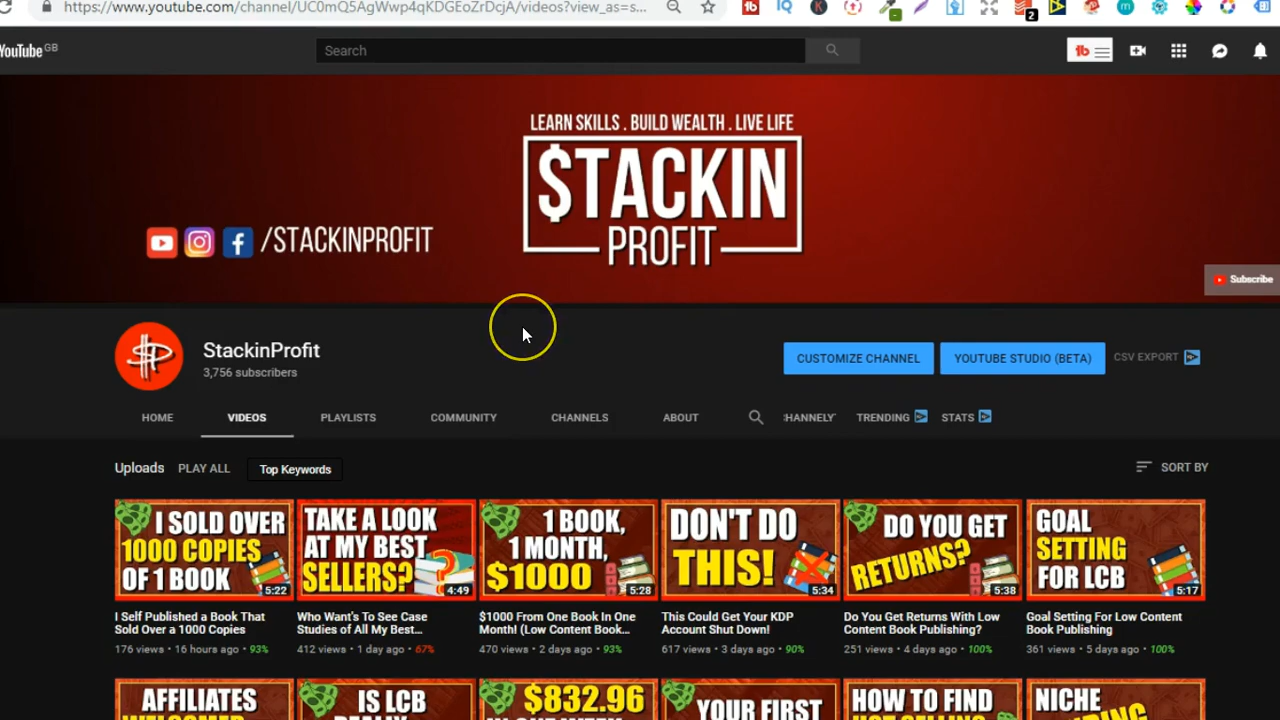 https://www.youtube.com/channel/UC0mQ5AgWwp4qKDGEoZrDcjA/videos?view_as=s...
2
YouTube GB
Search
LEARN SKILLS . BUILD WEALTH . LIVE LIFE
$TACKIN
PROFIT
/STACKINPROFIT
Subscribe
StackinProfit
3,756 subscribers
CUSTOMIZE CHANNEL
YOUTUBE STUDIO (BETA)
CSV EXPORT
HOME
VIDEOS
PLAYLISTS
COMMUNITY
CHANNELS
ABOUT
:HANNELY'
TRENDING
STATS
Uploads
PLAY ALL
Top Keywords
SORT BY
I SOLD OVER
1000 COPIES
OF 1 BOOK
5:22
I Self Published a Book That
Sold Over a 1000 Copies
176 views • 16 hours ago • 93%
TAKE A LOOK
AT MY BEST
SELLERS?
4:49
Who Want's To See Case
Studies of All My Best...
412 views • 1 day ago • 67%
1 BOOK,
1 MONTH,
$1000
5:28
$1000 From One Book In One
Month! (Low Content Book...
470 views • 2 days ago • 93%
DON'T DO
THIS!
5:34
This Could Get Your KDP
Account Shut Down!
617 views • 3 days ago • 90%
DO YOU GET
RETURNS?
5:38
Do You Get Returns With Low
Content Book Publishing?
251 views • 4 days ago • 100%
GOAL
SETTING
FOR LCB
5:17
Goal Setting For Low Content
Book Publishing
361 views • 5 days ago • 100%
AFFILIATES
WELCOMED
IS LCB
REALLY
$832.96
IN ONE WEEK
YOUR FIRST
HOW TO FIND
HOT SELLING
NICHE